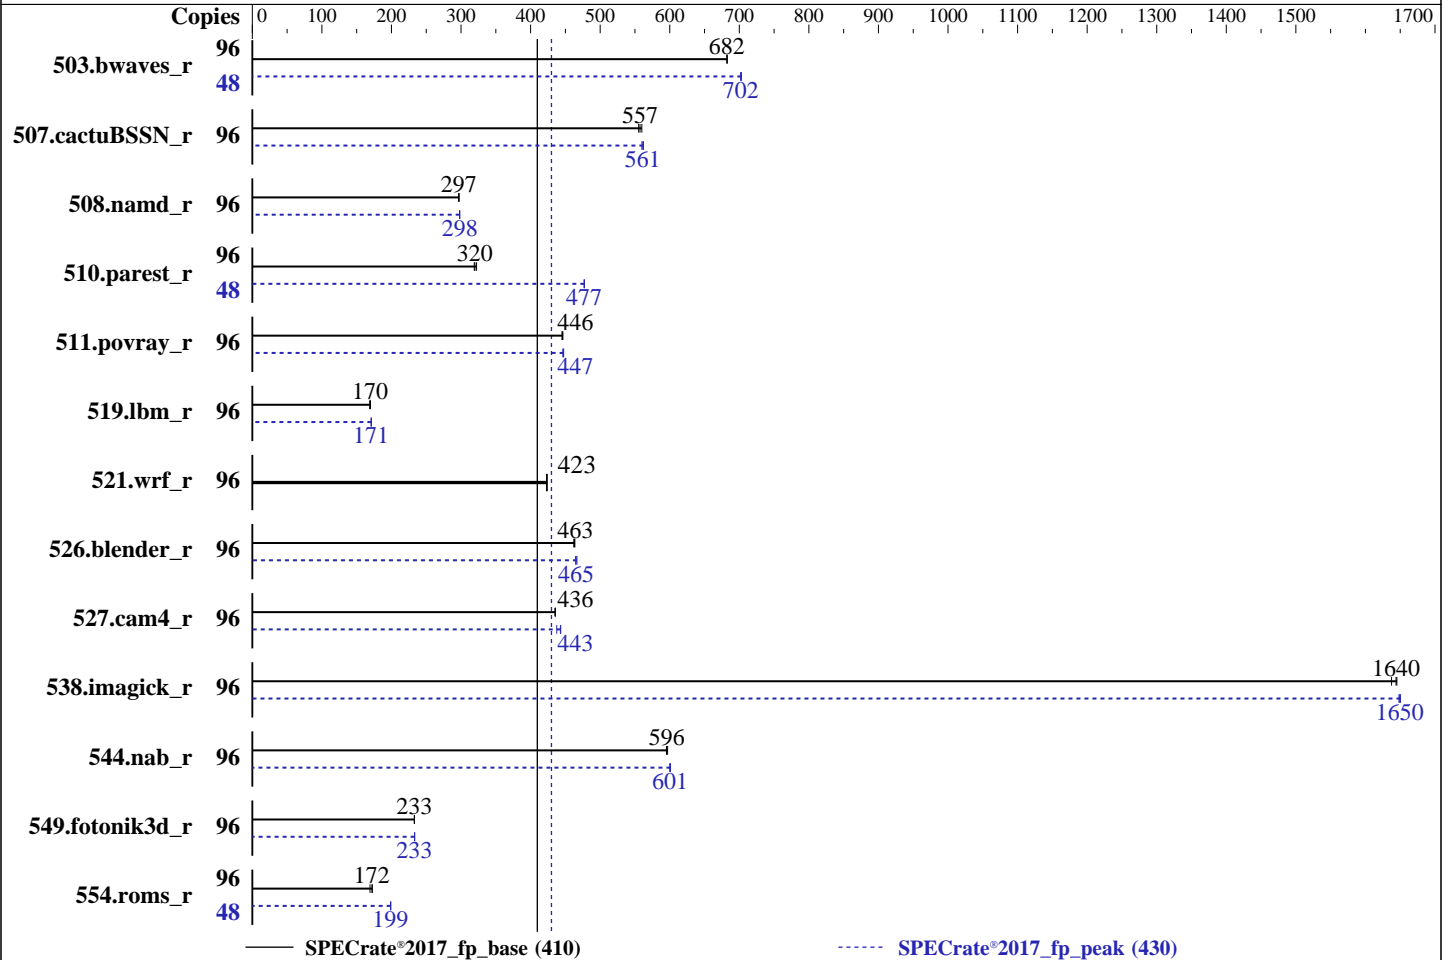 Copies 0 100 200 300 400 500 600 700 800 900 1000 1100 1200 1300 1400 1500 1700
503.bwaves_r 96 682
48 702
507.cactuBSSN_r 96 557
561
508.namd_r 96 297
298
510.parest_r 96 320
48 477
511.povray_r 96 446
447
519.lbm_r 96 170
171
521.wrf_r 96 423
526.blender_r 96 463
465
527.cam4_r 96 436
443
538.imagick_r 96 1640
1650
544.nab_r 96 596
601
549.fotonik3d_r 96 233
233
554.roms_r 96 172
48 199
SPECrate®2017_fp_base (410) SPECrate®2017_fp_peak (430)